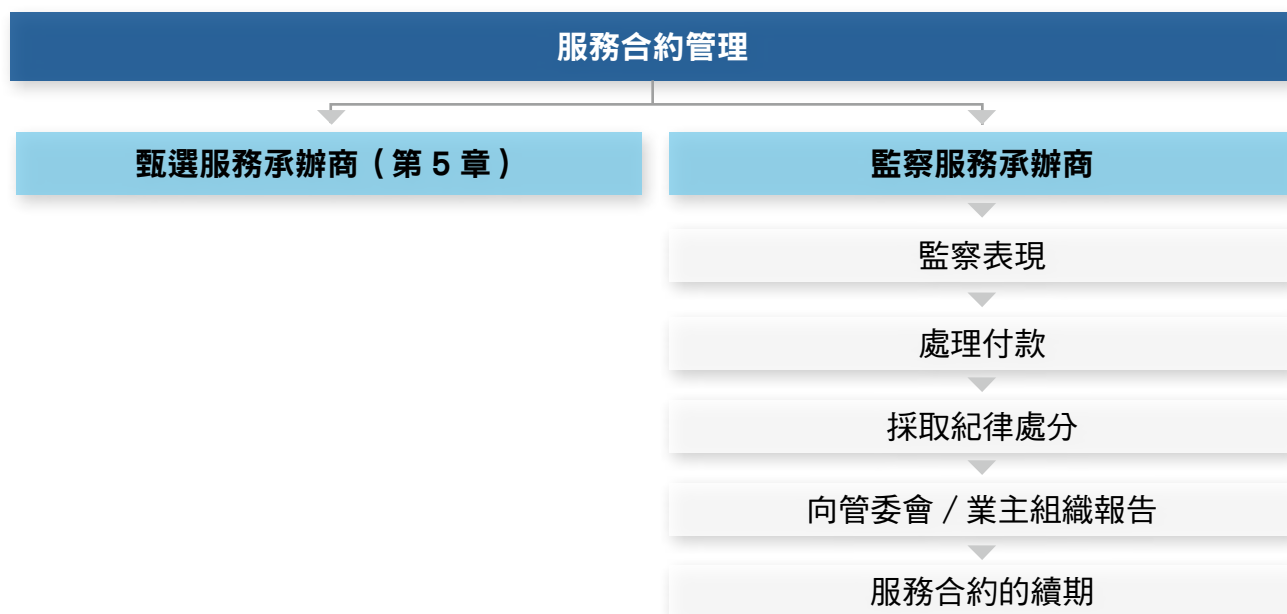 服務合約管理
甄選服務承辦商（第 5 章）
監察服務承辦商
監察表現
處理付款
採取紀律處分
向管委會 / 業主組織報告
服務合約的續期